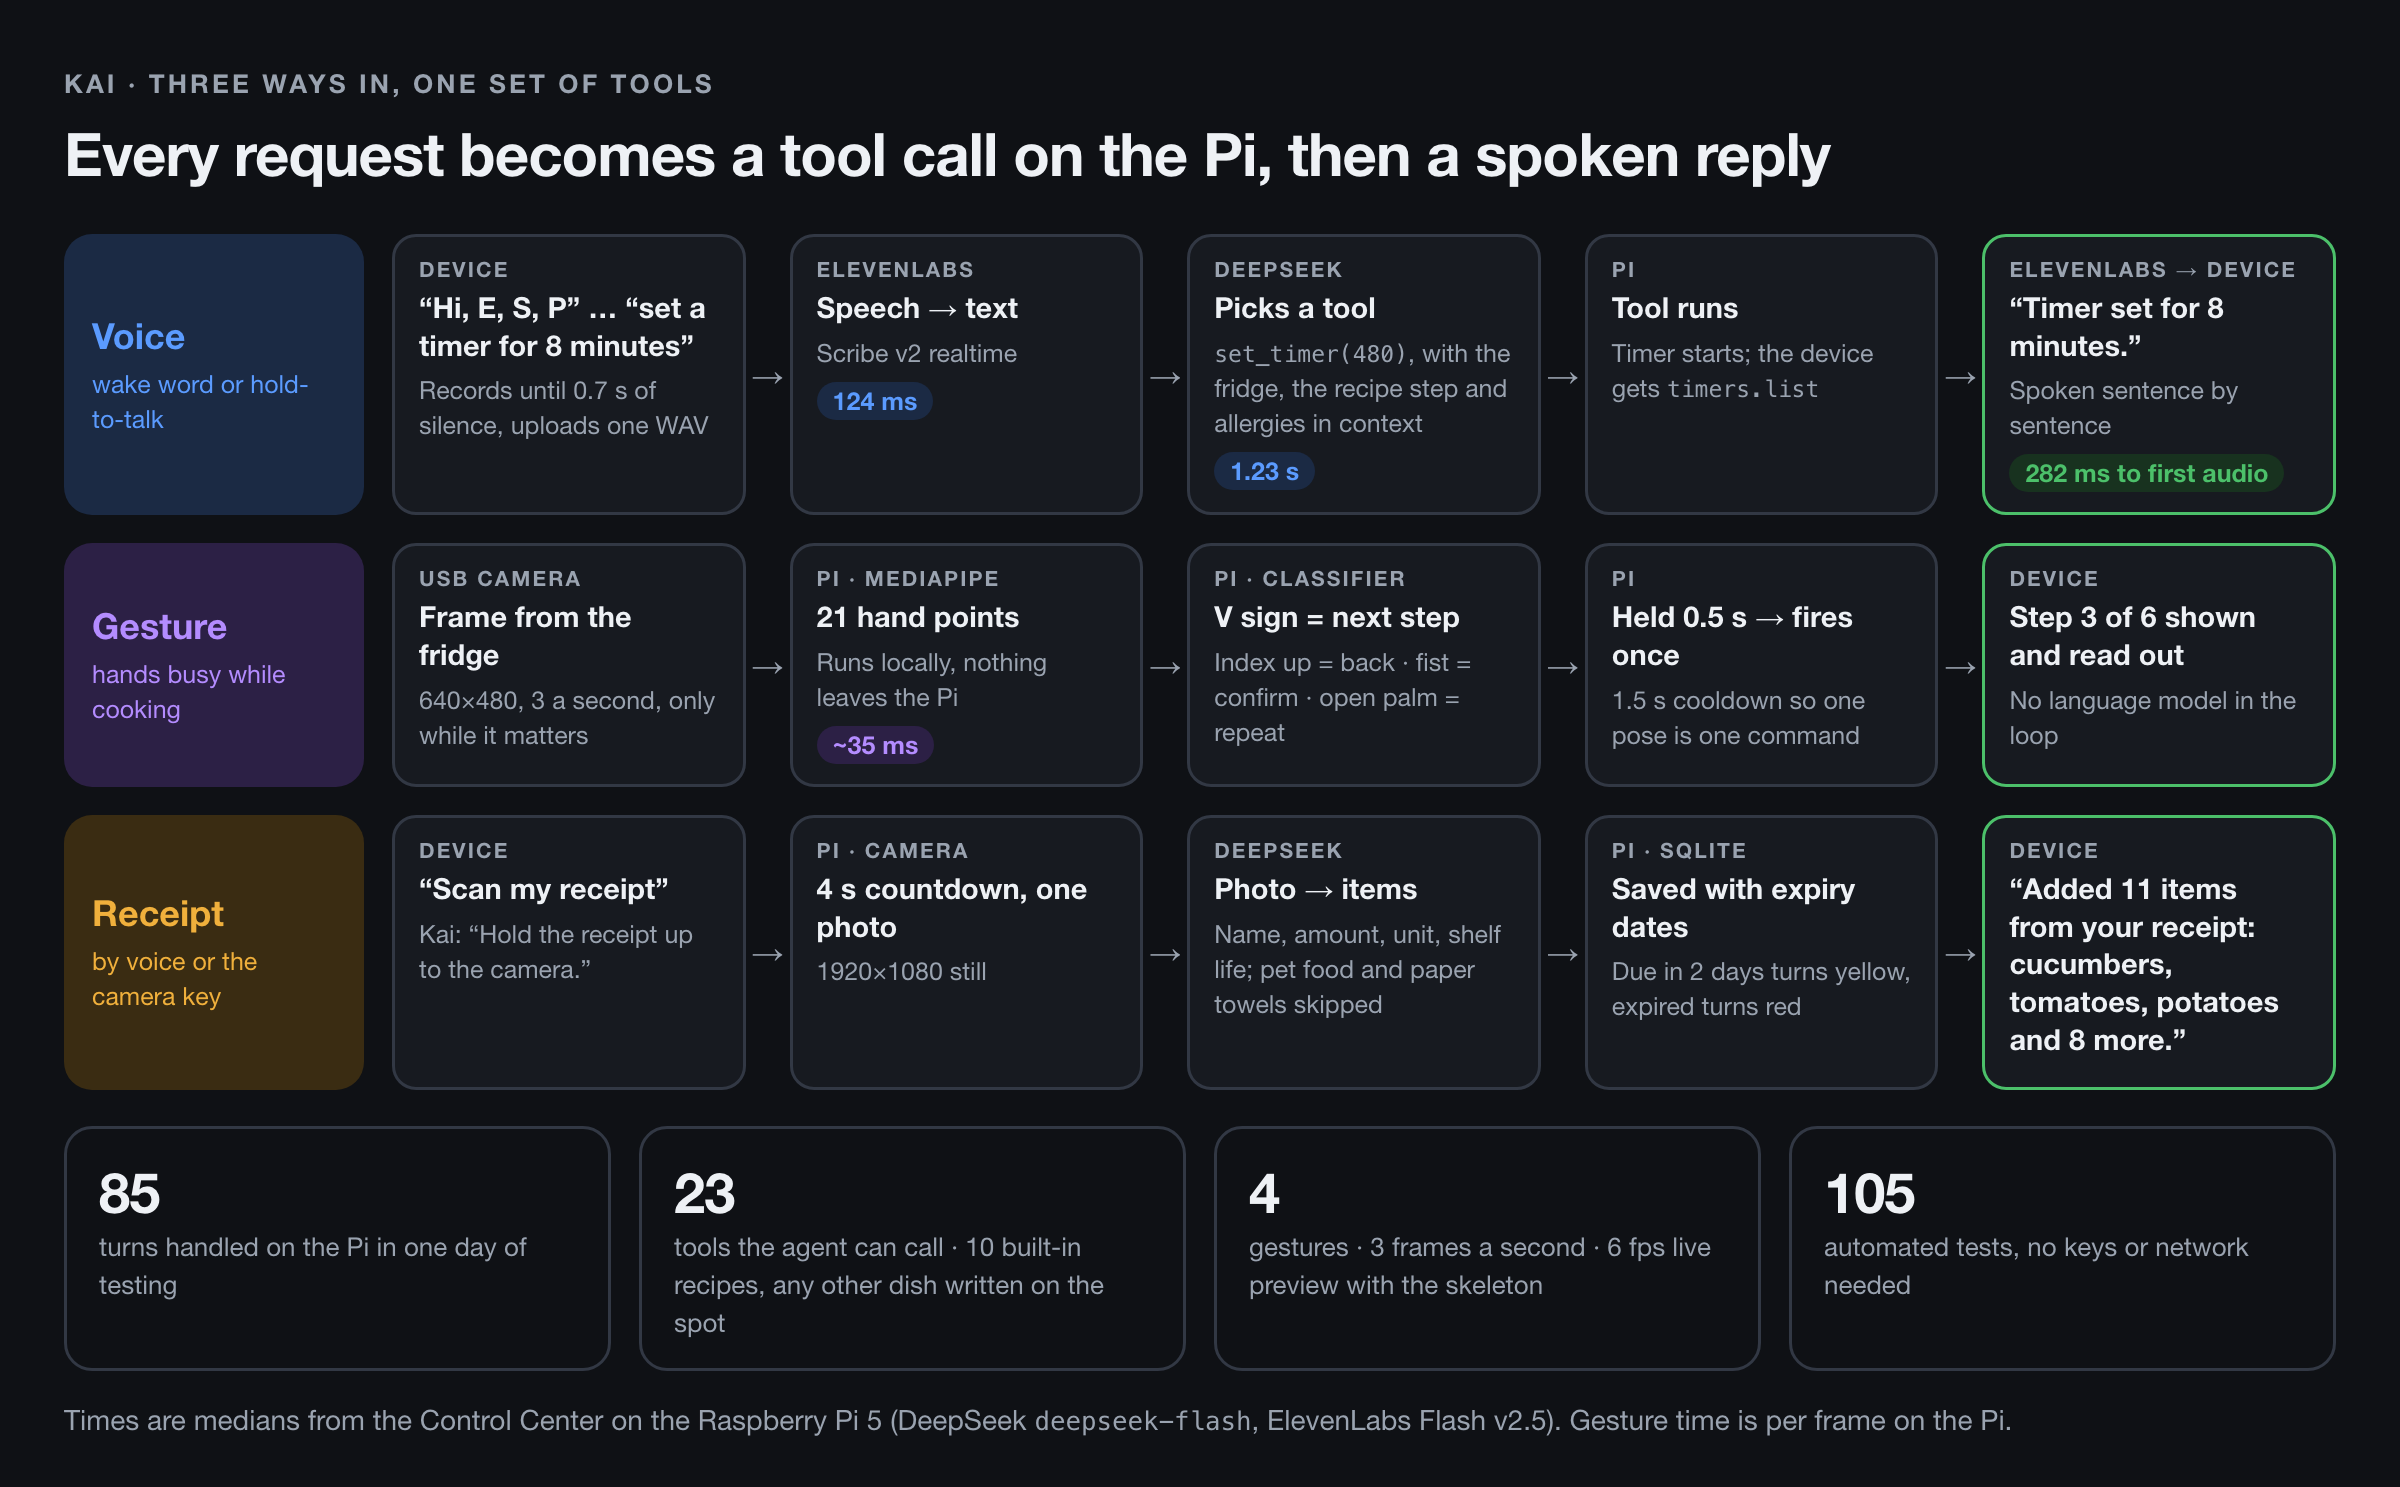 KAI · THREE WAYS IN, ONE SET OF TOOLS
Every request becomes a tool call on the Pi, then a spoken reply
Voice
wake word or hold-
to-talk
DEVICE
“Hi, E, S, P” … “set a
timer for 8 minutes”
Records until 0.7 s of
silence, uploads one WAV
→
ELEVENLABS
Speech → text
Scribe v2 realtime
124 ms
→
DEEPSEEK
Picks a tool
set_timer(480), with the
fridge, the recipe step and
allergies in context
1.23 s
→
PI
Tool runs
Timer starts; the device
gets timers.list
→
ELEVENLABS → DEVICE
“Timer set for 8
minutes.”
Spoken sentence by
sentence
282 ms to first audio
Gesture
hands busy while
cooking
USB CAMERA
Frame from the
fridge
640×480, 3 a second, only
while it matters
→
PI · MEDIAPIPE
21 hand points
Runs locally, nothing
leaves the Pi
~35 ms
→
PI · CLASSIFIER
V sign = next step
Index up = back · fist =
confirm · open palm =
repeat
→
PI
Held 0.5 s → fires
once
1.5 s cooldown so one
pose is one command
→
DEVICE
Step 3 of 6 shown
and read out
No language model in the
loop
Receipt
by voice or the
camera key
DEVICE
“Scan my receipt”
Kai: “Hold the receipt up
to the camera.”
→
PI · CAMERA
4 s countdown, one
photo
1920×1080 still
→
DEEPSEEK
Photo → items
Name, amount, unit, shelf
life; pet food and paper
towels skipped
→
PI · SQLITE
Saved with expiry
dates
Due in 2 days turns yellow,
expired turns red
→
DEVICE
“Added 11 items
from your receipt:
cucumbers,
tomatoes, potatoes
and 8 more.”
85
turns handled on the Pi in one day of
testing
23
tools the agent can call · 10 built-in
recipes, any other dish written on the
spot
4
gestures · 3 frames a second · 6 fps live
preview with the skeleton
105
automated tests, no keys or network
needed
Times are medians from the Control Center on the Raspberry Pi 5 (DeepSeek deepseek-flash, ElevenLabs Flash v2.5). Gesture time is per frame on the Pi.